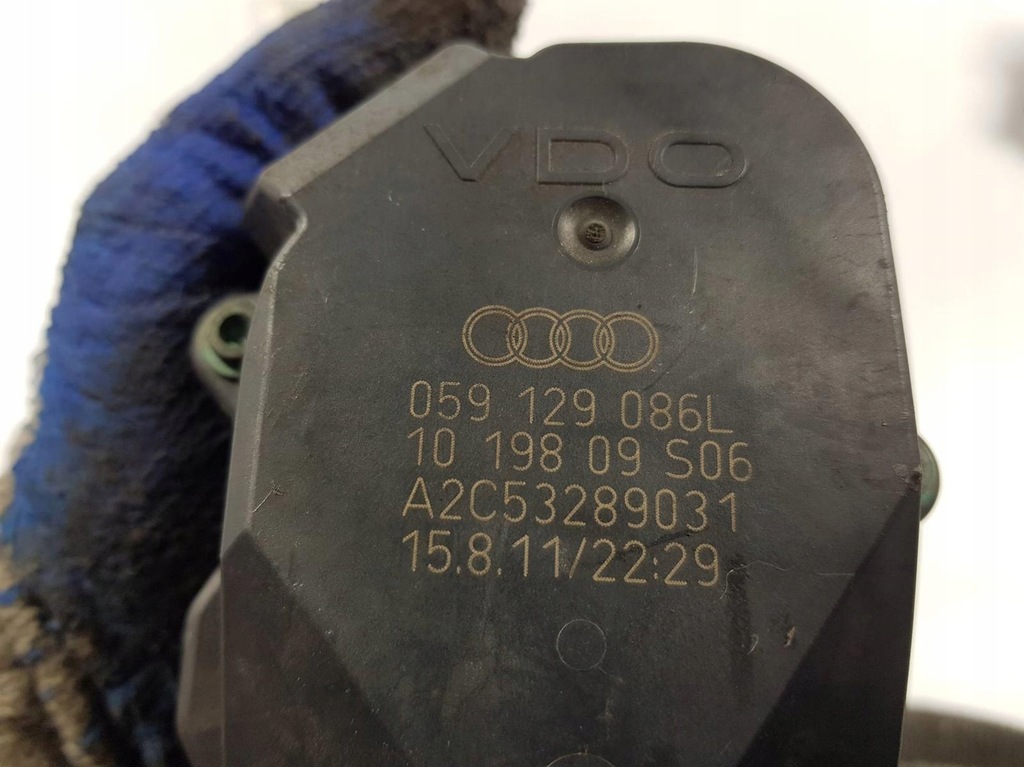 VDO
059 129 086L
10 198 09 S06
A2C53289031
15.8.11/22:29